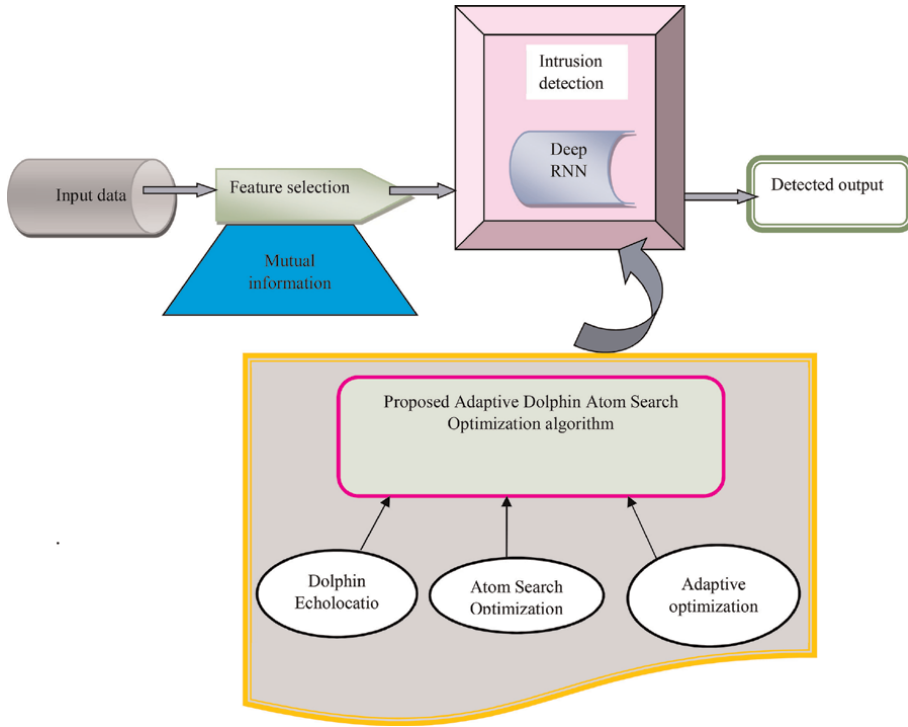 Intrusion
detection
Deep
RNN
Input data
Feature selection
Detected output
Mutual
information
Proposed Adaptive Dolphin Atom Search
Optimization algorithm
Dolphin
Echolocatio
Atom Search
Optimization
Adaptive
optimization